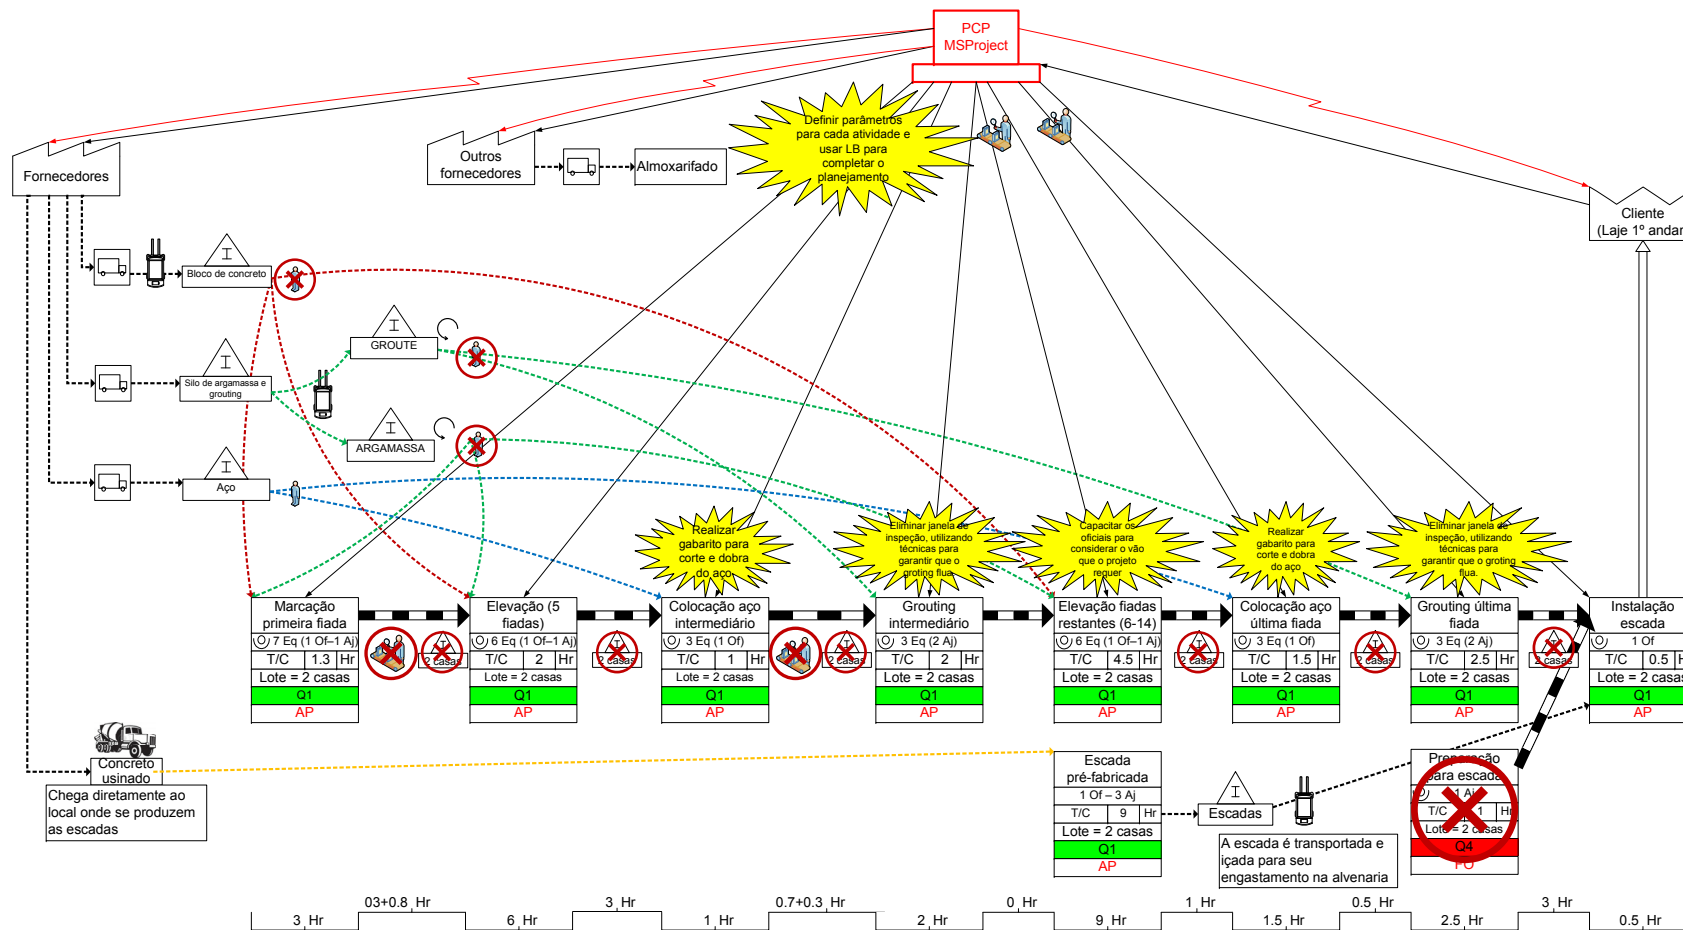 PCP
MSProject
Definir parâmetros
para cada atividade e
usar LB para
completar o
planejamento
Fornecedores
Outros
fornecedores
Almoxarifado
Cliente
(Laje 1º andar
I
Bloco de concreto
I
GROUTE
I
Silo de argamassa e
grouting
I
ARGAMASSA
I
Aço
Realizar
gabarito para
corte e dobra
do aço
Eliminar janela de
inspeção, utilizando
técnicas para
garantir que o
groting flua.
Capacitar os
oficiais para
considerar o vão
que o projeto
requer
Realizar
gabarito para
corte e dobra
do aço
Eliminar janela de
inspeção, utilizando
técnicas para
garantir que o groting
flua.
Marcação
primeira fiada
7 Eq (1 Of–1 Aj)
T/C 1.3 Hr
Lote = 2 casas
Q1
AP
I
2 casas
Elevação (5
fiadas)
6 Eq (1 Of–1 Aj)
T/C 2 Hr
Lote = 2 casas
Q1
AP
I
2 casas
Colocação aço
intermediário
3 Eq (1 Of)
T/C 1 Hr
Lote = 2 casas
Q1
AP
I
2 casas
Grouting
intermediário
3 Eq (2 Aj)
T/C 2 Hr
Lote = 2 casas
Q1
AP
Elevação fiadas
restantes (6-14)
6 Eq (1 Of–1 Aj)
T/C 4.5 Hr
Lote = 2 casas
Q1
AP
I
2 casas
Colocação aço
última fiada
3 Eq (1 Of)
T/C 1.5 Hr
Lote = 2 casas
Q1
AP
I
2 casas
Grouting última
fiada
3 Eq (2 Aj)
T/C 2.5 Hr
Lote = 2 casas
Q1
AP
I
2 casas
Instalação
escada
1 Of
T/C 0.5 Hr
Lote = 2 casas
Q1
AP
Concreto
usinado
Chega diretamente ao
local onde se produzem
as escadas
Escada
pré-fabricada
1 Of – 3 Aj
T/C 9 Hr
Lote = 2 casas
Q1
AP
I
Escadas
A escada é transportada e
içada para seu
engastamento na alvenaria
Preparação
para escada
1 Aj
T/C 1 Hr
Lote = 2 casas
Q4
PO
03+0.8 Hr 3 Hr 0.7+0.3 Hr 0 Hr 1 Hr 0.5 Hr 3 Hr
3 Hr 6 Hr 1 Hr 2 Hr 9 Hr 1.5 Hr 2.5 Hr 0.5 Hr